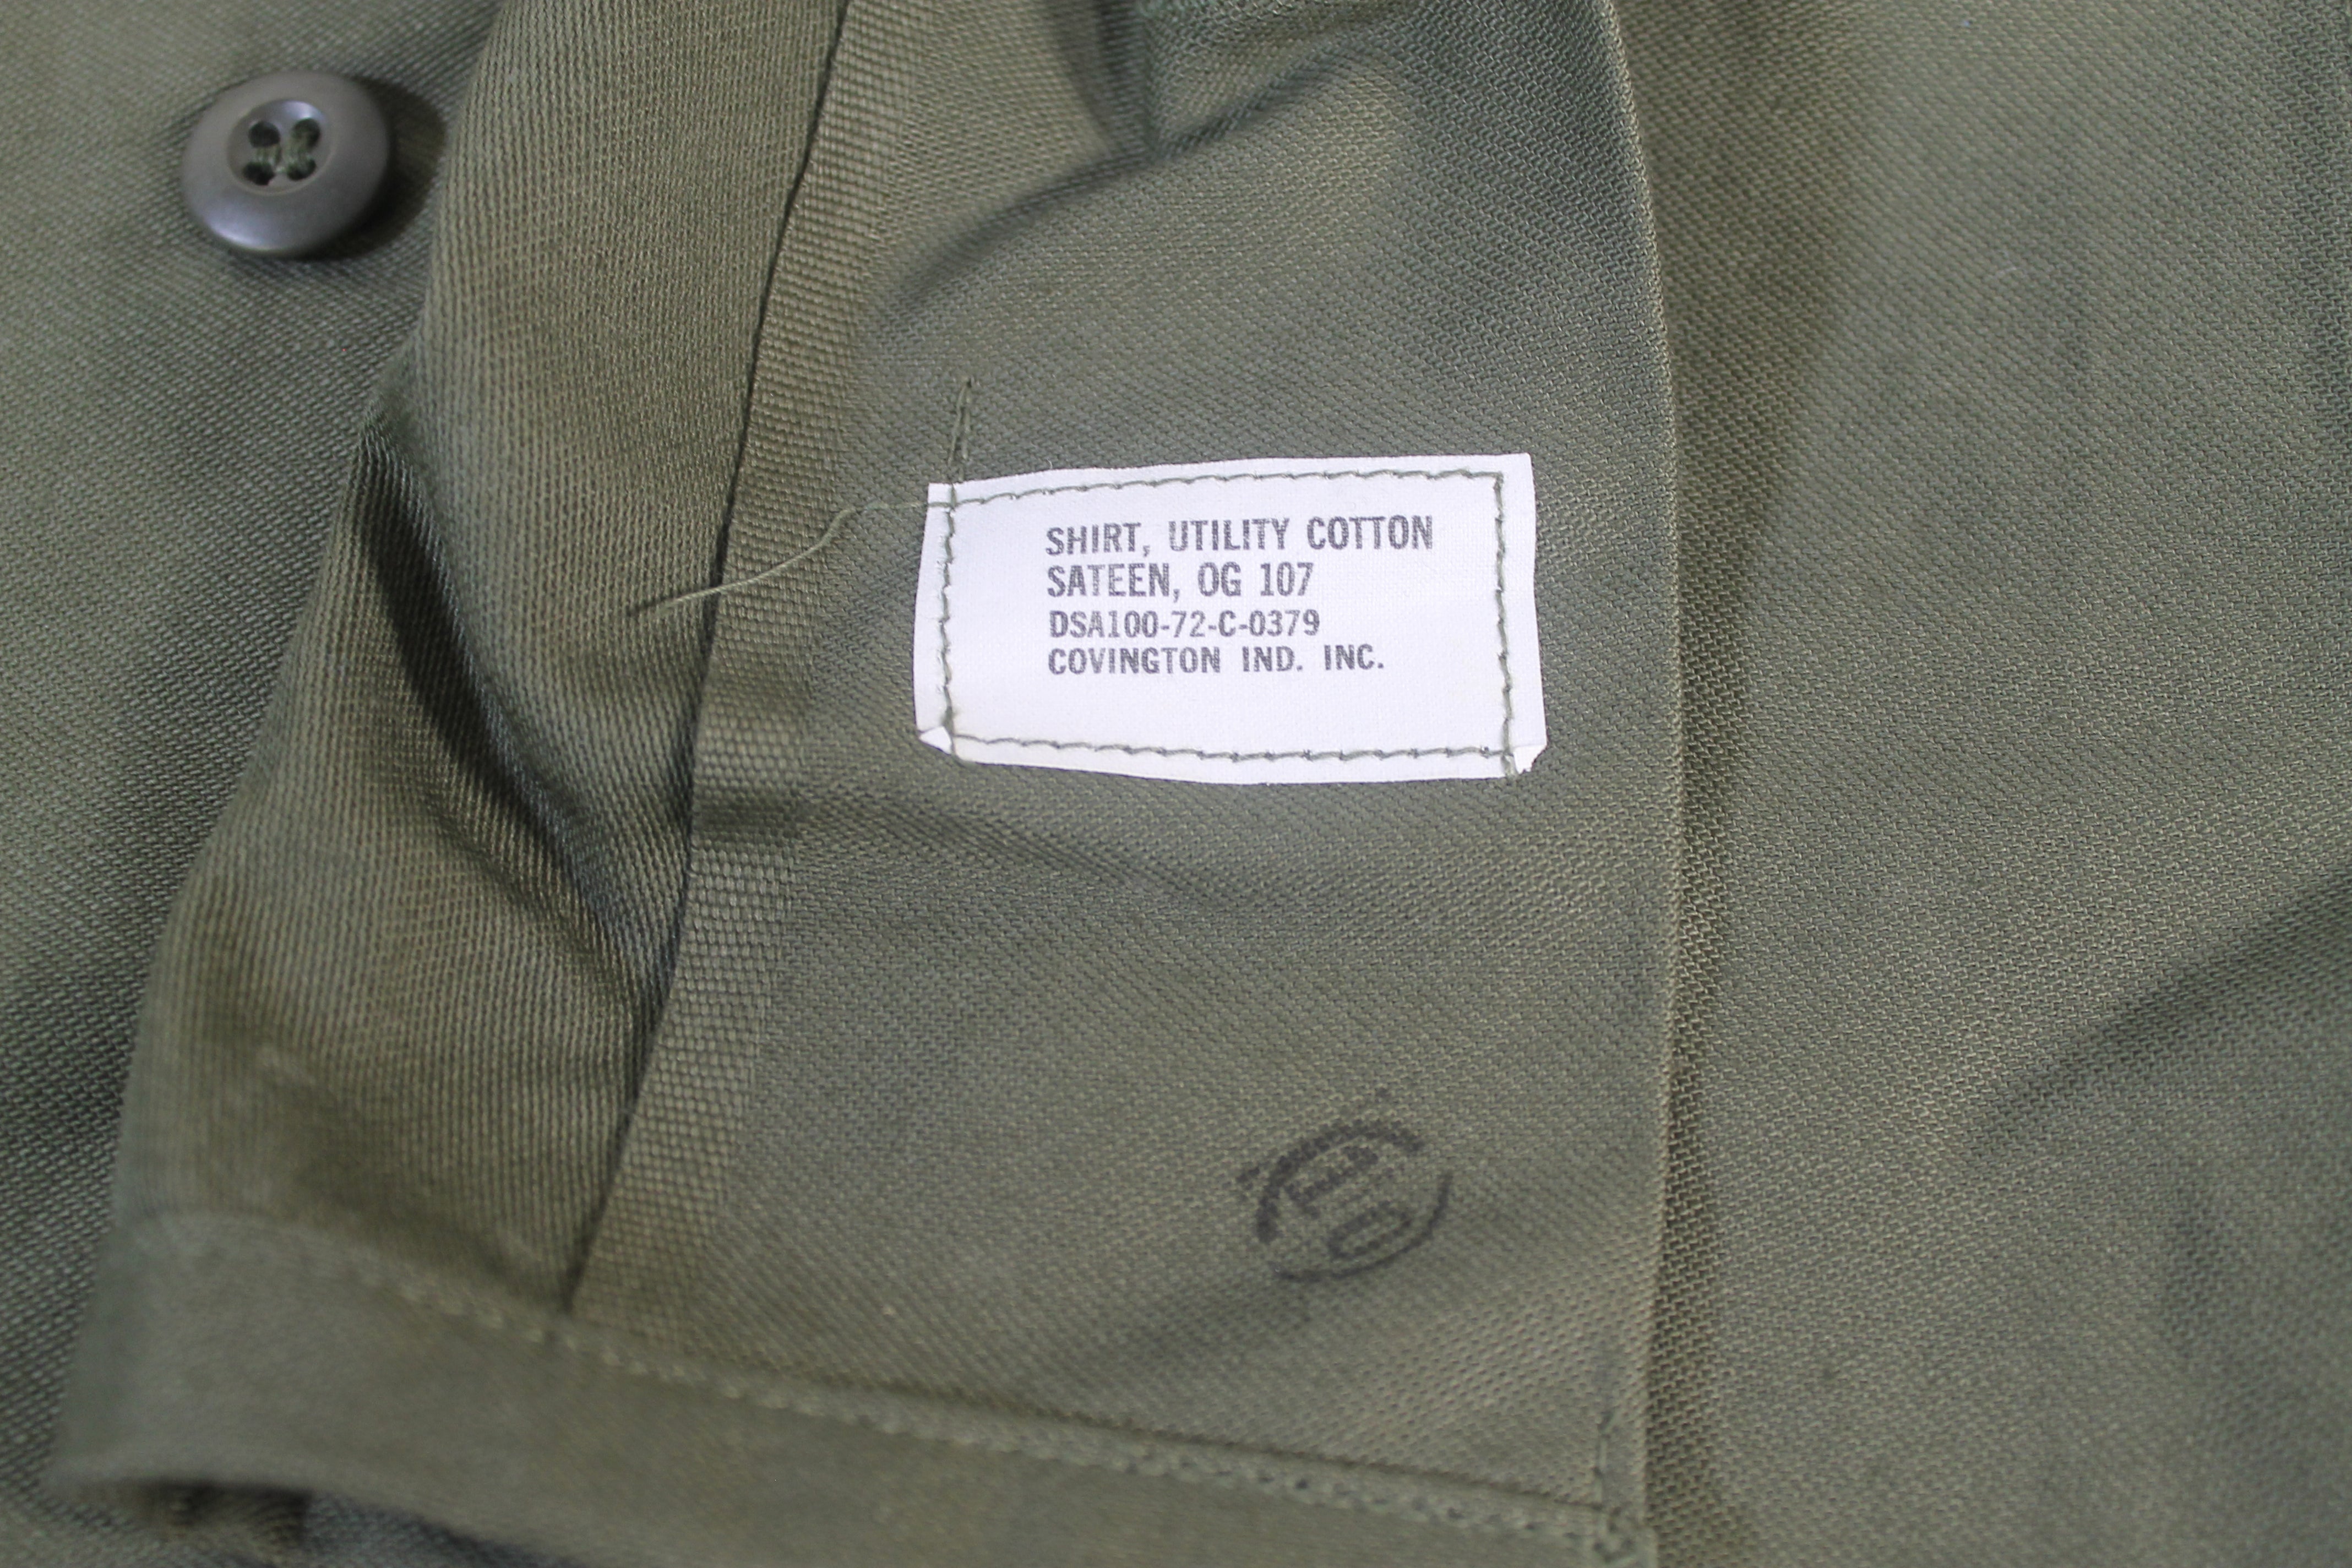 SHIRT, UTILITY COTTON
SATEEN, OG 107
DSA100-72-C-0379
COVINGTON IND. INC.